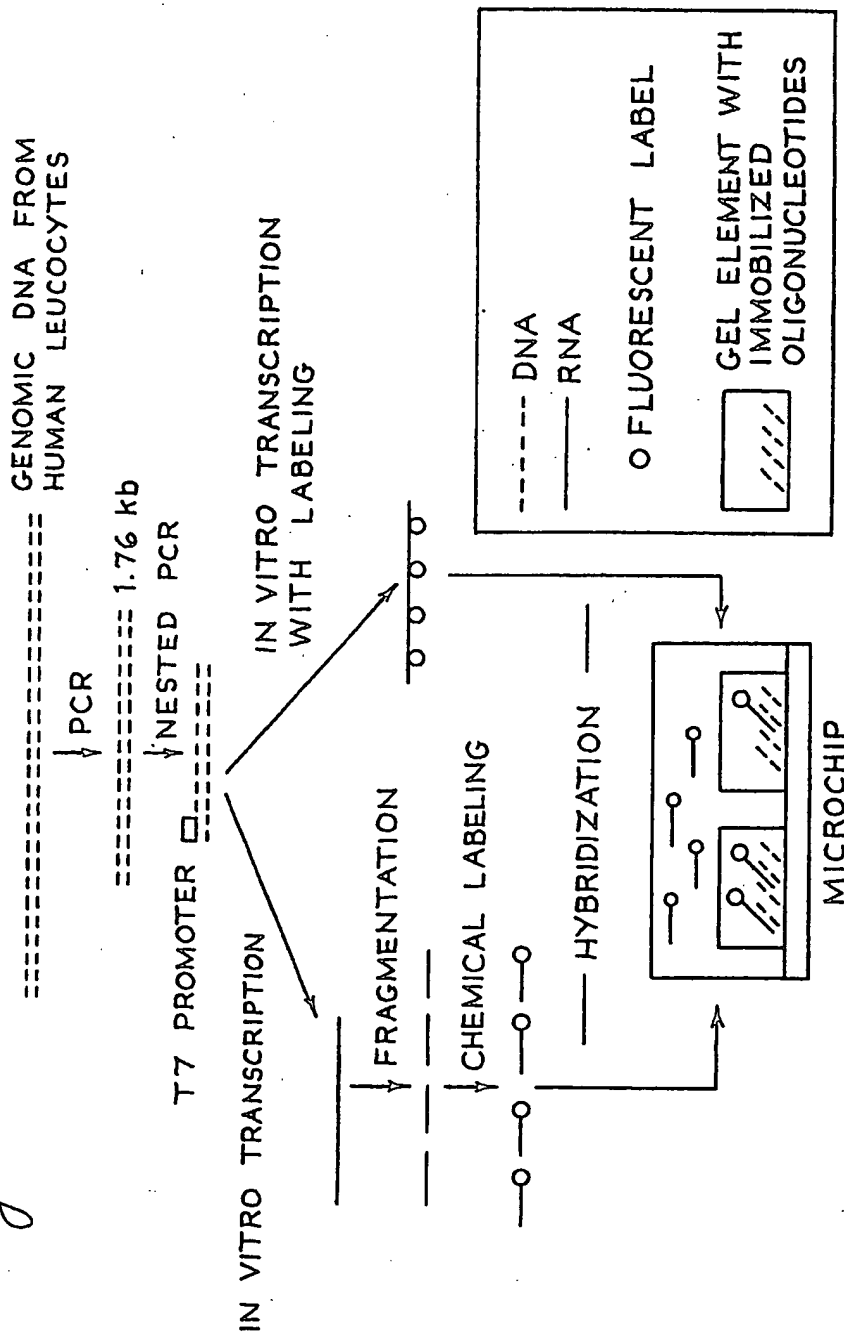 GENOMIC DNA FROM
HUMAN LEUCOCYTES
PCR
1.76 kb
NESTED PCR
T7 PROMOTER
IN VITRO TRANSCRIPTION
IN VITRO TRANSCRIPTION
WITH LABELING
FRAGMENTATION
CHEMICAL LABELING
HYBRIDIZATION
MICROCHIP
DNA
RNA
FLUORESCENT LABEL
GEL ELEMENT WITH
IMMOBILIZED
OLIGONUCLEOTIDES